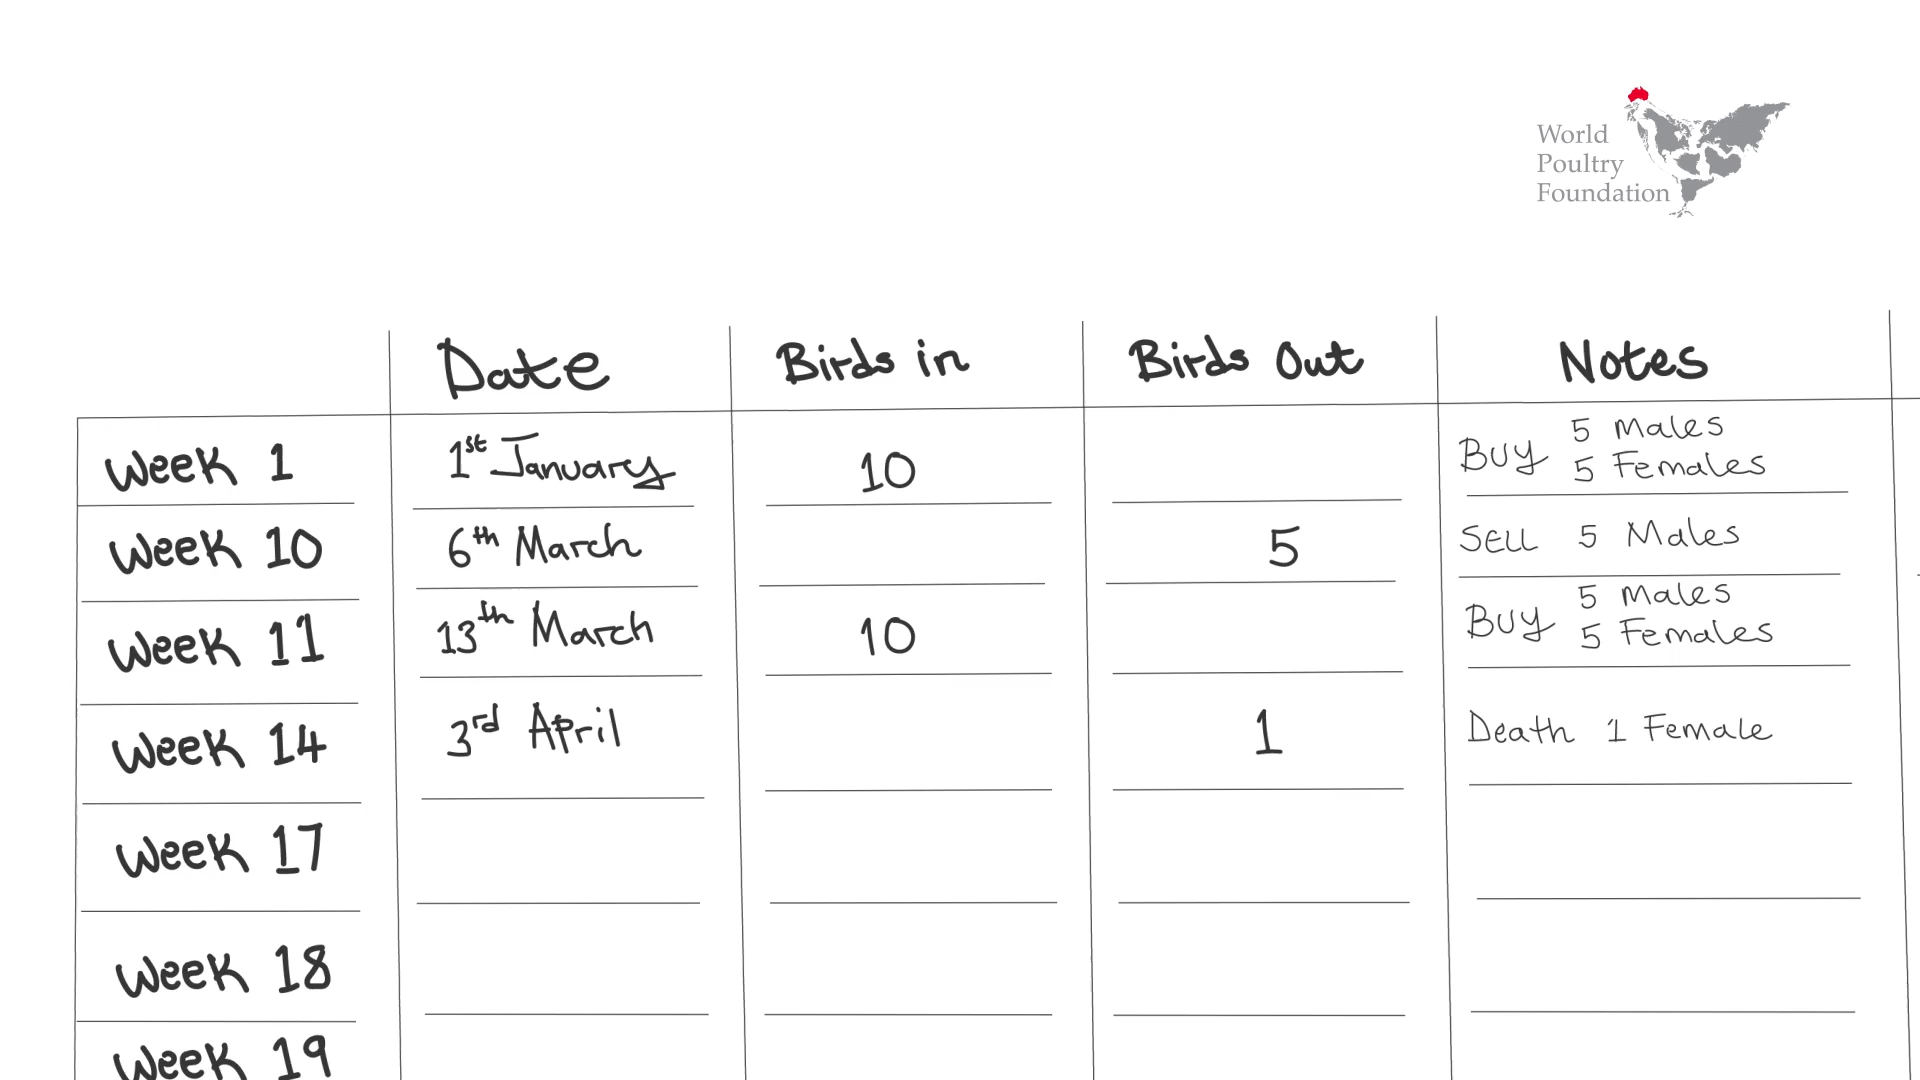 World
Poultry
Foundation
Date Birds in Birds Out Notes
Week 1 1st January 10 Buy 5 Males
5 Females
Week 10 6th March 5 SELL 5 Males
Week 11 13th March 10 Buy 5 Males
5 Females
Week 14 3rd April 1 Death 1 Female
Week 17
Week 18
Week 19